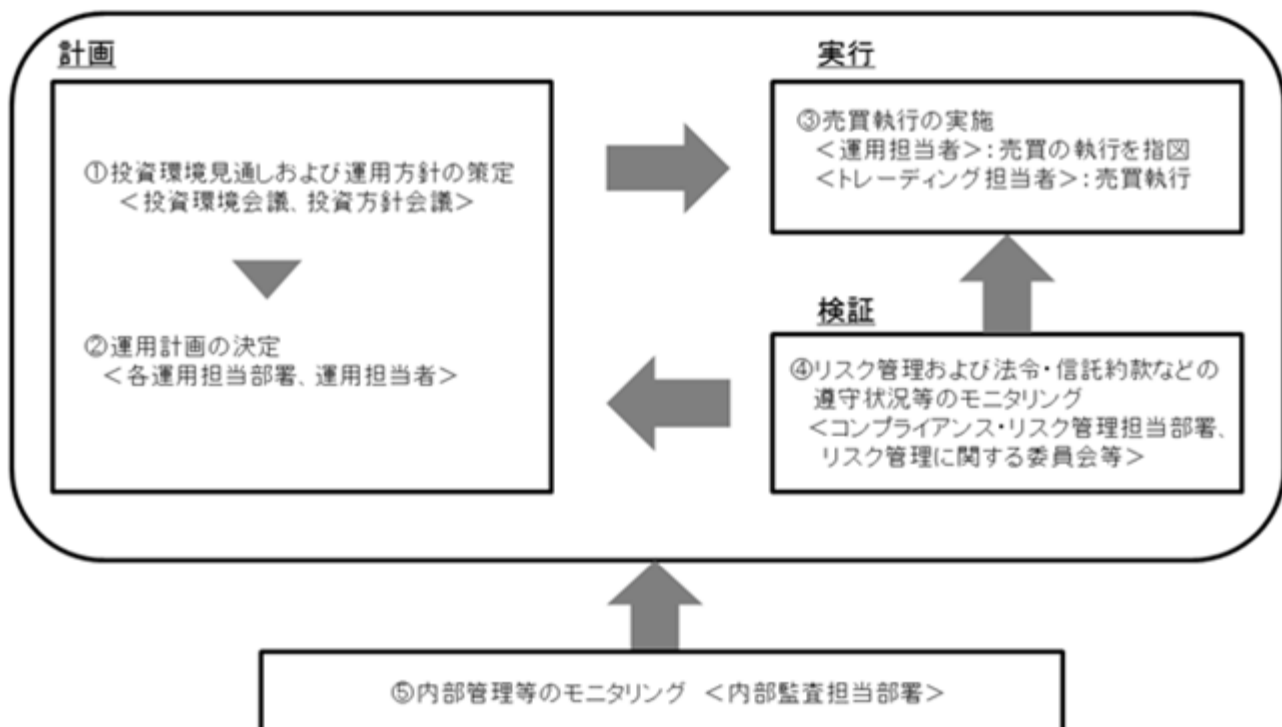 計画
①投資環境見通しおよび運用方針の策定
＜投資環境会議、投資方針会議＞
②運用計画の決定
＜各運用担当部署、運用担当者＞
実行
③売買執行の実施
＜運用担当者＞：売買の執行を指図
＜トレーディング担当者＞：売買執行
検証
④リスク管理および法令・信託約款などの
遵守状況等のモニタリング
＜コンプライアンス・リスク管理担当部署、
リスク管理に関する委員会等＞
⑤内部管理等のモニタリング ＜内部監査担当部署＞